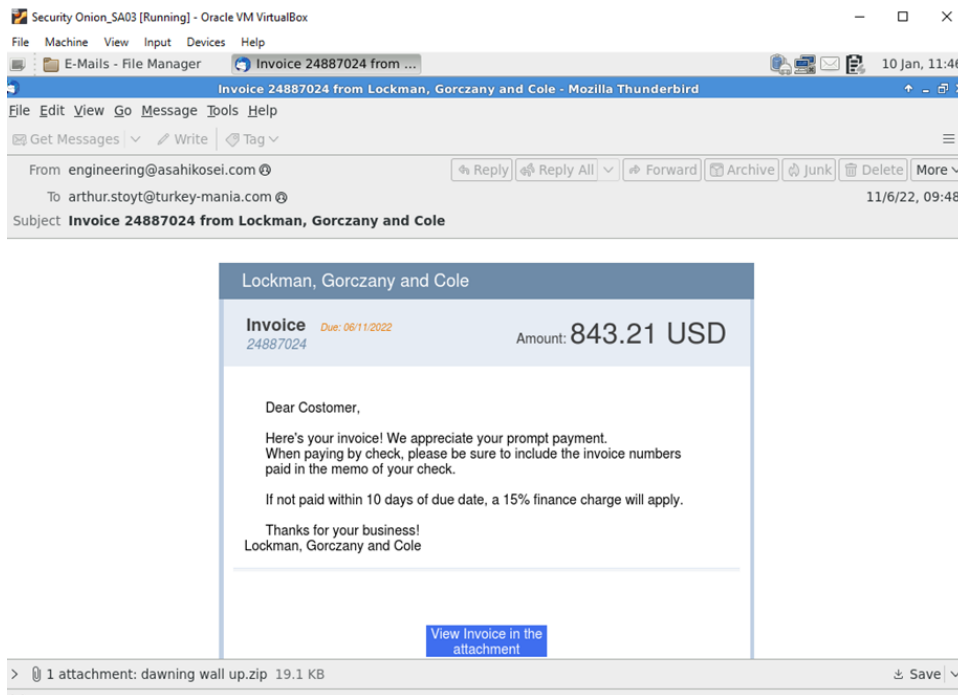 Security Onion_SA03 [Running] - Oracle VM VirtualBox
File Machine View Input Devices Help
E-Mails - File Manager Invoice 24887024 from ... 10 Jan, 11:46
Invoice 24887024 from Lockman, Gorczany and Cole - Mozilla Thunderbird
File Edit View Go Message Tools Help
Get Messages Write Tag
From engineering@asahikosei.com Reply Reply All Forward Archive Junk Delete More
To arthur.stoyt@turkey-mania.com 11/6/22, 09:48
Subject Invoice 24887024 from Lockman, Gorczany and Cole
Lockman, Gorczany and Cole
Invoice Due: 06/11/2022 Amount: 843.21 USD
24887024
Dear Costomer,
Here's your invoice! We appreciate your prompt payment.
When paying by check, please be sure to include the invoice numbers
paid in the memo of your check.
If not paid within 10 days of due date, a 15% finance charge will apply.
Thanks for your business!
Lockman, Gorczany and Cole
View Invoice in the
attachment
1 attachment: dawning wall up.zip 19.1 KB Save